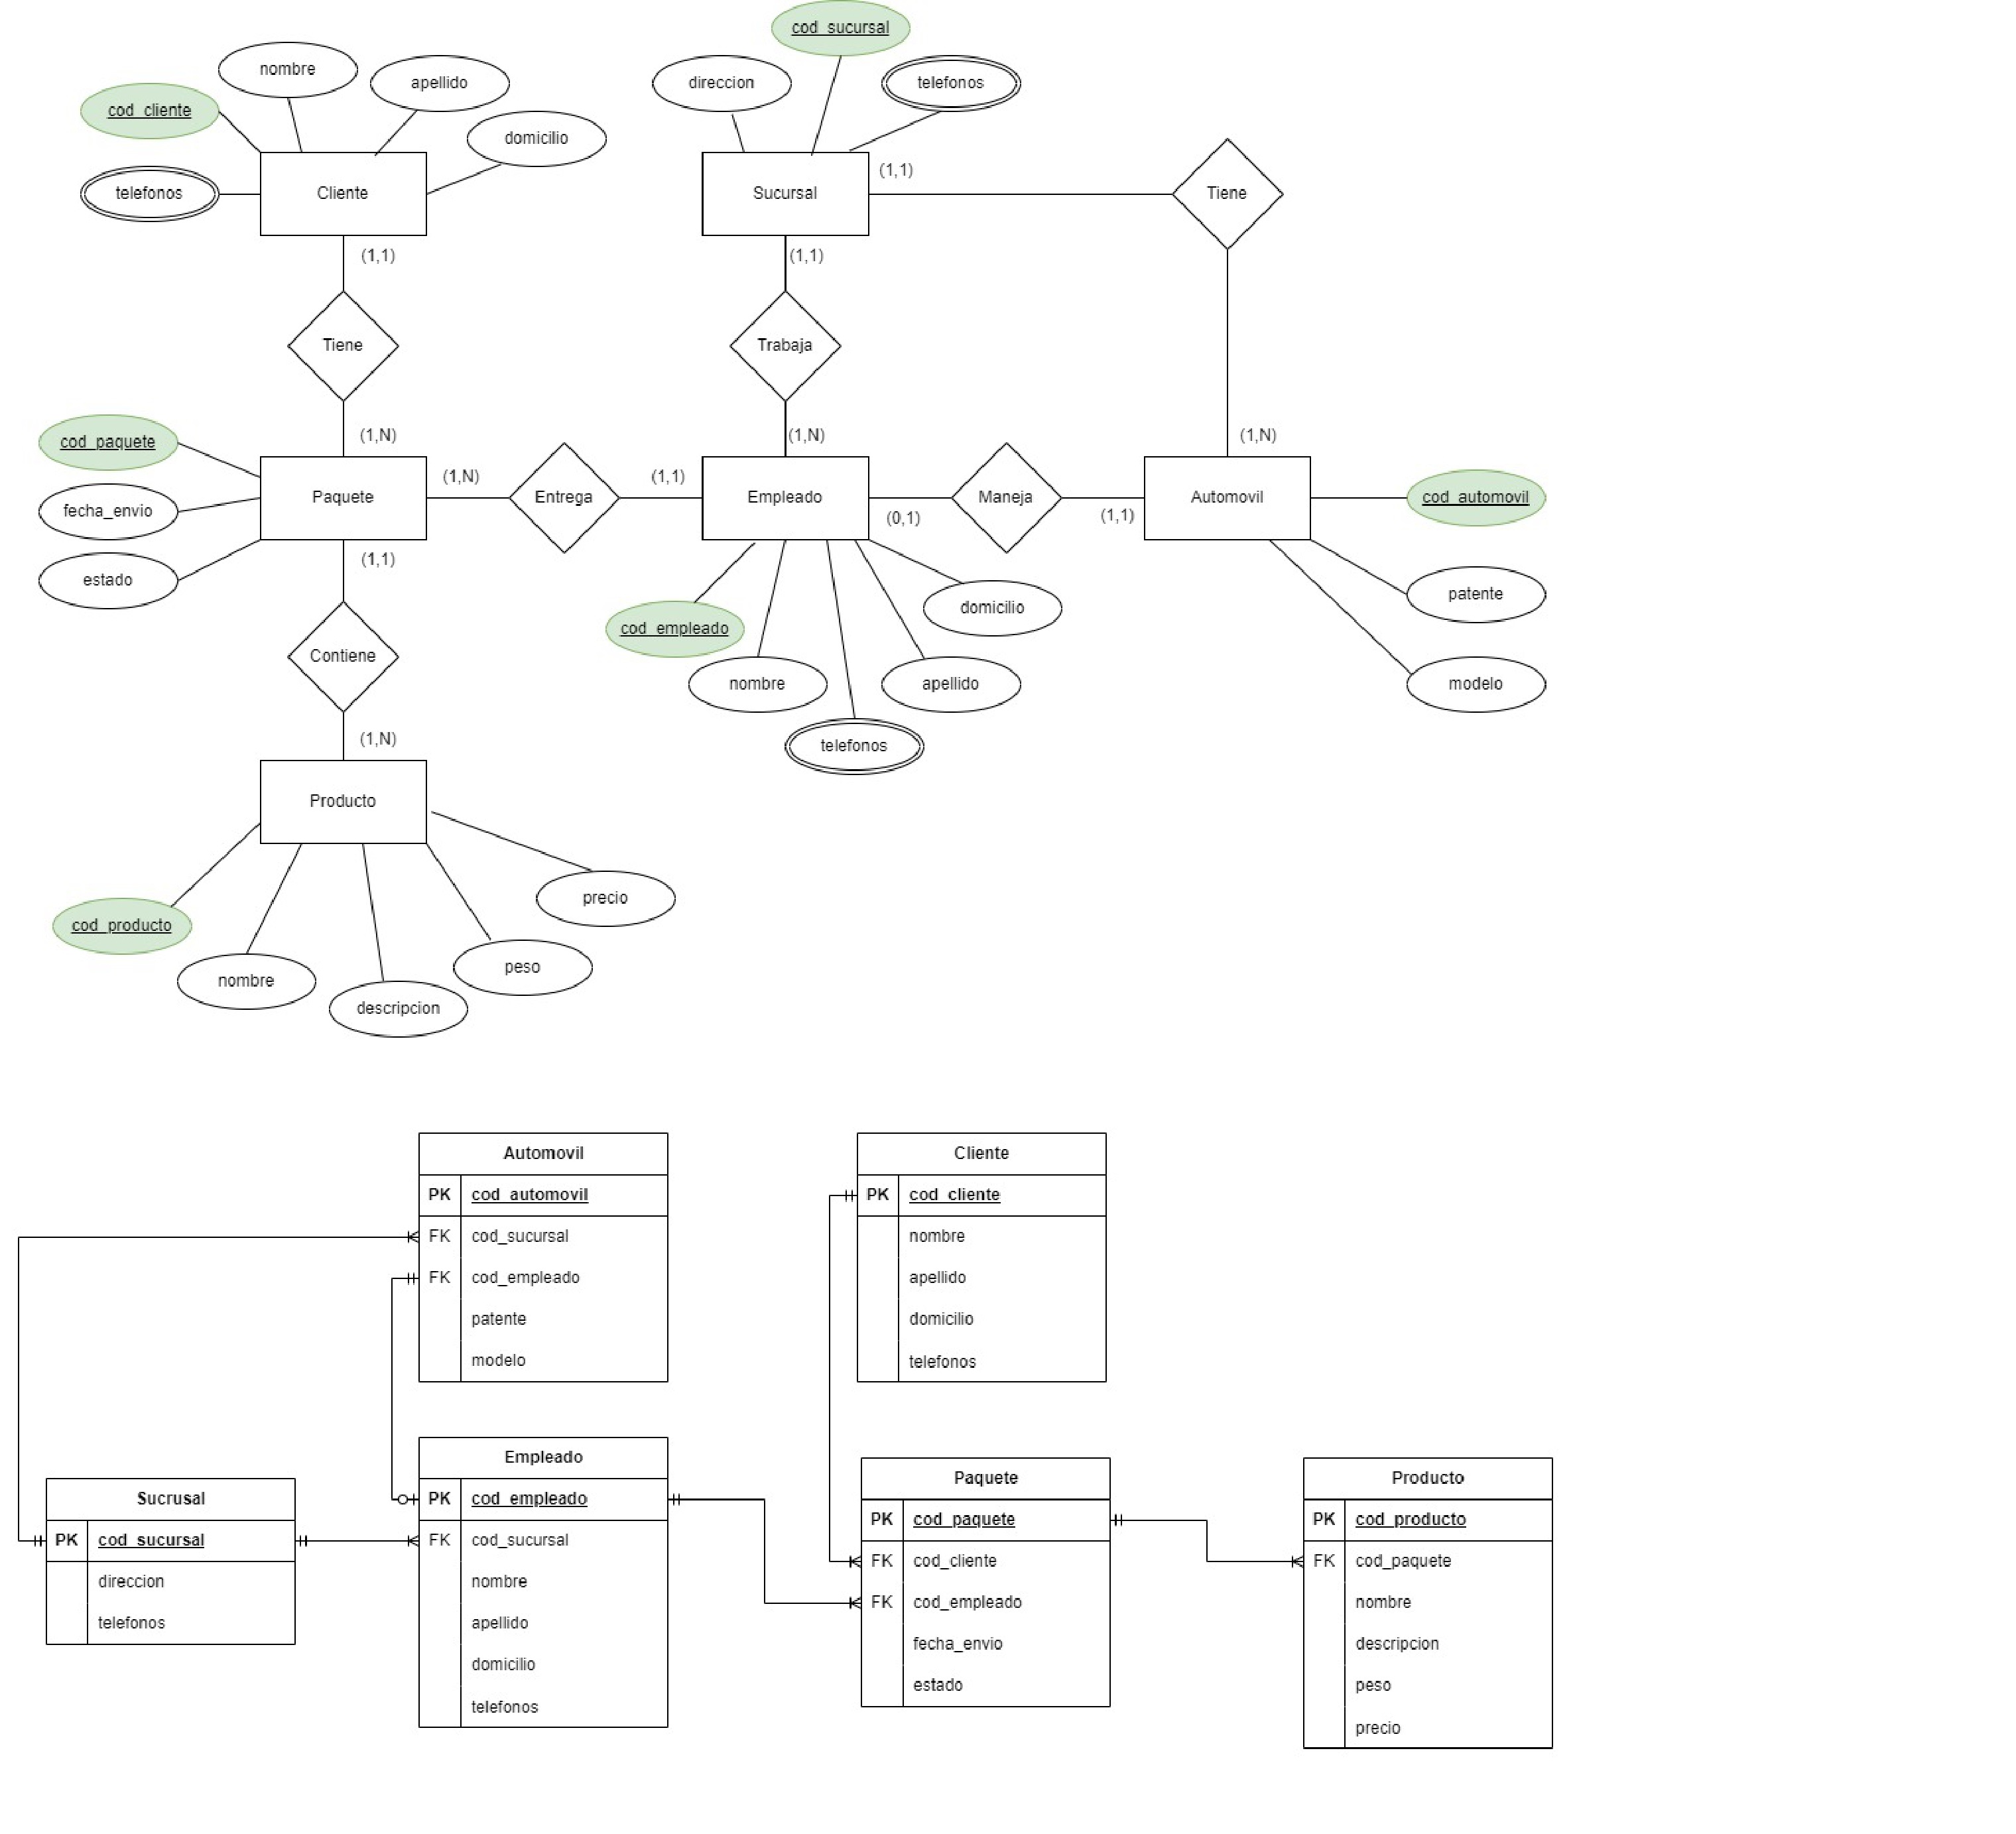 cod_sucursal
nombre
apellido
direccion
telefonos
cod_cliente
domicilio
telefonos
Cliente
Sucursal
(1,1)
Tiene
(1,1)
(1,1)
Tiene
Trabaja
(1,N)
(1,N)
(1,N)
cod_paquete
(1,N)
(1,1)
Paquete
Entrega
Empleado
Maneja
Automovil
cod_automovil
fecha_envio
(0,1)
(1,1)
(1,1)
estado
patente
domicilio
cod_empleado
Contiene
nombre
apellido
modelo
(1,N)
telefonos
Producto
precio
cod_producto
peso
nombre
descripcion
Automovil
PK cod_automovil
FK cod_sucursal
FK cod_empleado
patente
modelo
Cliente
PK cod_cliente
nombre
apellido
domicilio
telefonos
Sucrusal
PK cod_sucursal
direccion
telefonos
Empleado
PK cod_empleado
FK cod_sucursal
nombre
apellido
domicilio
telefonos
Paquete
PK cod_paquete
FK cod_cliente
FK cod_empleado
fecha_envio
estado
Producto
PK cod_producto
FK cod_paquete
nombre
descripcion
peso
precio